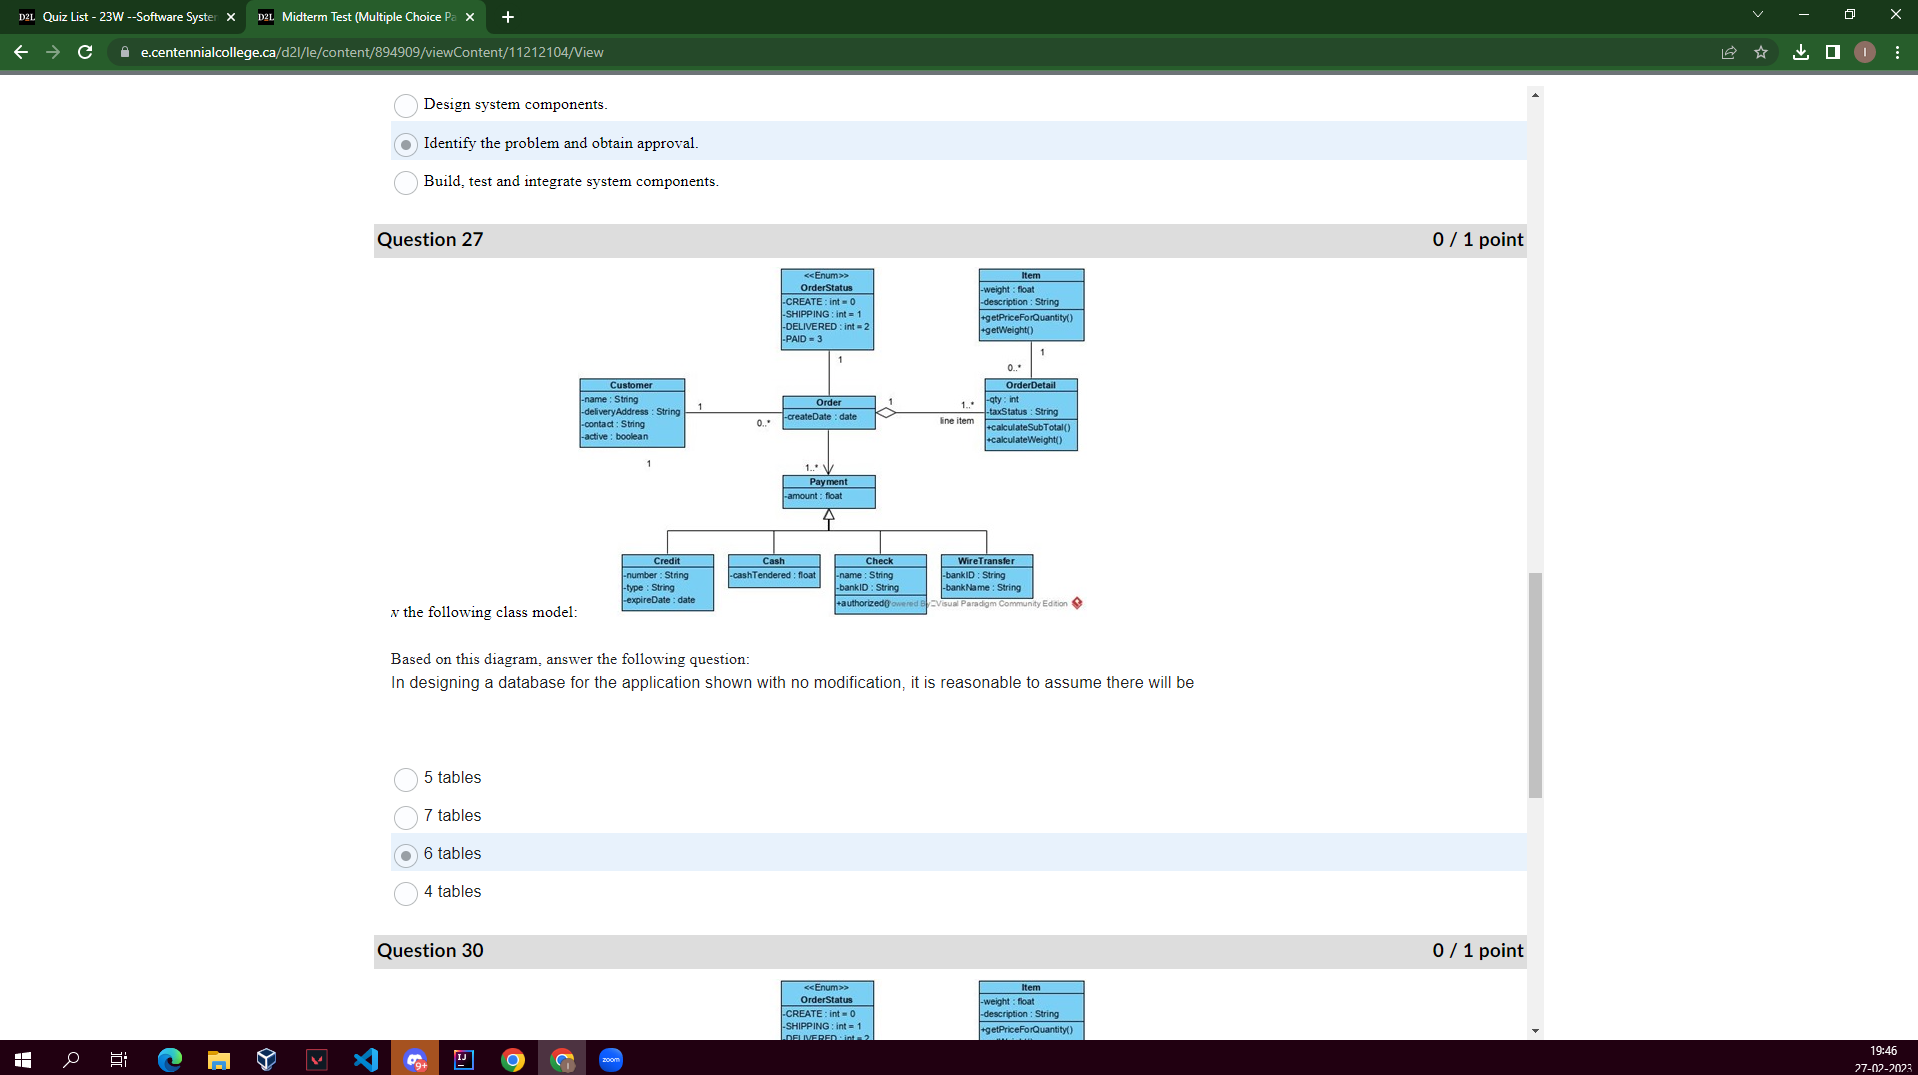 Quiz List - 23W --Software System
Midterm Test (Multiple Choice Pa
e.centennialcollege.ca/d2l/le/content/894909/viewContent/11212104/View
Design system components.
Identify the problem and obtain approval.
Build, test and integrate system components.
Question 27
0 / 1 point
<<Enum>>
OrderStatus
-CREATE : int = 0
-SHIPPING : int = 1
-DELIVERED : int = 2
-PAID = 3
Item
-weight : float
-description : String
+getPriceForQuantity()
+getWeight()
1
1
0..*
Customer
-name : String
-deliveryAddress : String
-contact : String
-active : boolean
1
0..*
Order
-createDate : date
1
1..*
line item
OrderDetail
-qty : int
-taxStatus : String
+calculateSubTotal()
+calculateWeight()
1
1..*
Payment
-amount : float
Credit
-number : String
-type : String
-expireDate : date
Cash
-cashTendered : float
Check
-name : String
-bankID : String
+authorized()
WireTransfer
-bankID : String
-bankName : String
Powered By Visual Paradigm Community Edition
w the following class model:
Based on this diagram, answer the following question:
In designing a database for the application shown with no modification, it is reasonable to assume there will be
5 tables
7 tables
6 tables
4 tables
Question 30
0 / 1 point
<<Enum>>
OrderStatus
-CREATE : int = 0
-SHIPPING : int = 1
-DELIVERED : int = 2
Item
-weight : float
-description : String
+getPriceForQuantity()
19:46
27-02-2023